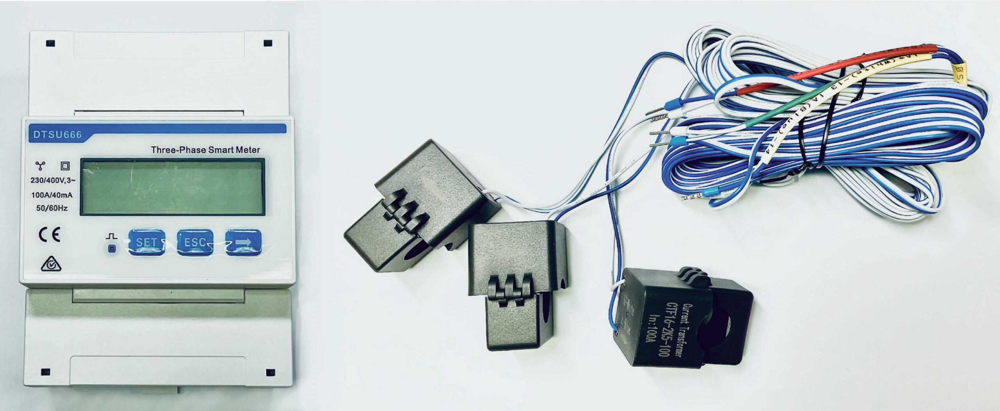 DTSU666
Three-Phase Smart Meter
230/400V,3~
100A/40mA
50/60Hz
CE
SET
ESC
IA*(White)-13 IA(Blue)-14
05
Current Transformer
CTF16-2K5-100
In:100A